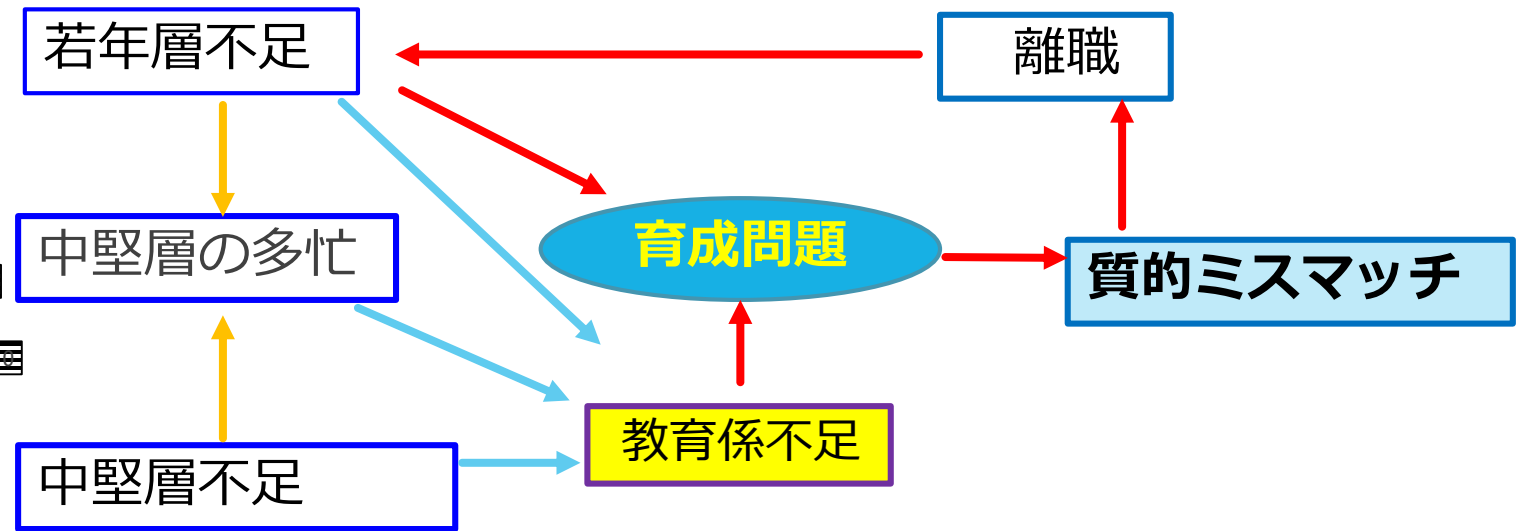 若年層不足
離職
中堅層の多忙
育成問題
質的ミスマッチ
教育係不足
中堅層不足